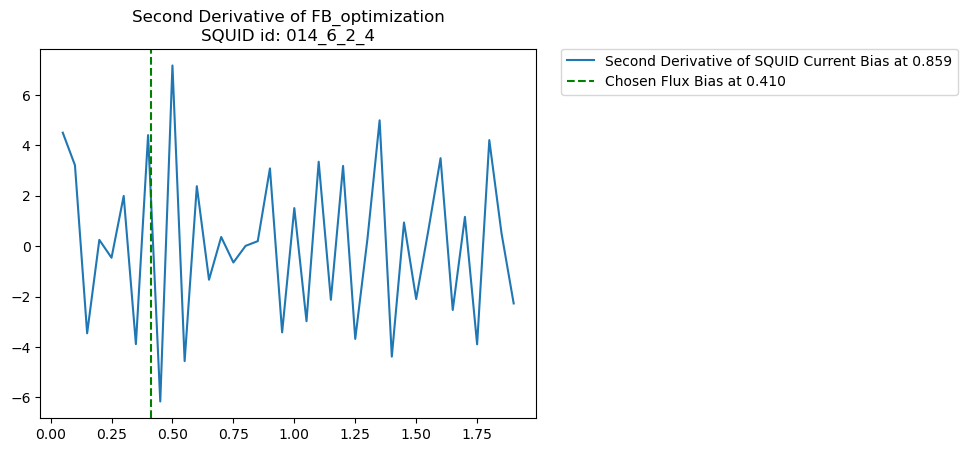 Second Derivative of FB_optimization
SQUID id: 014_6_2_4
Second Derivative of SQUID Current Bias at 0.859
Chosen Flux Bias at 0.410
6
4
2
0
−2
−4
−6
0.00 0.25 0.50 0.75 1.00 1.25 1.50 1.75